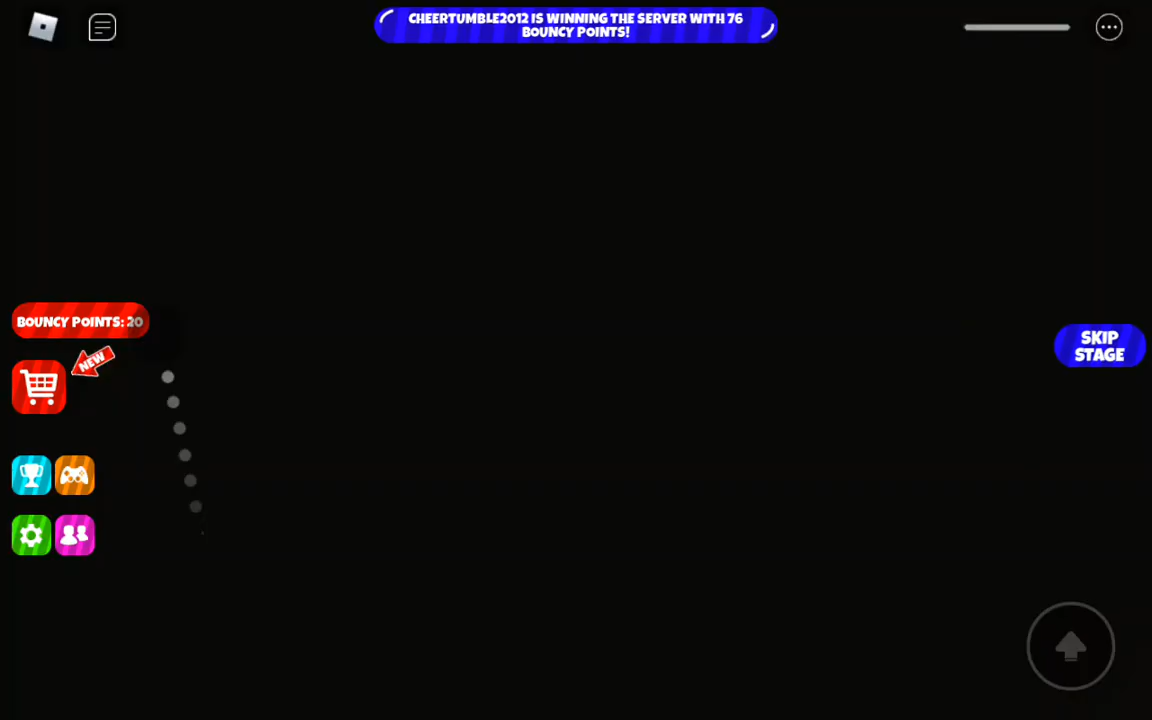 CHEERTUMBLE2012 IS WINNING THE SERVER WITH 76
BOUNCY POINTS!
BOUNCY POINTS: 20
NEW
SKIP
STAGE